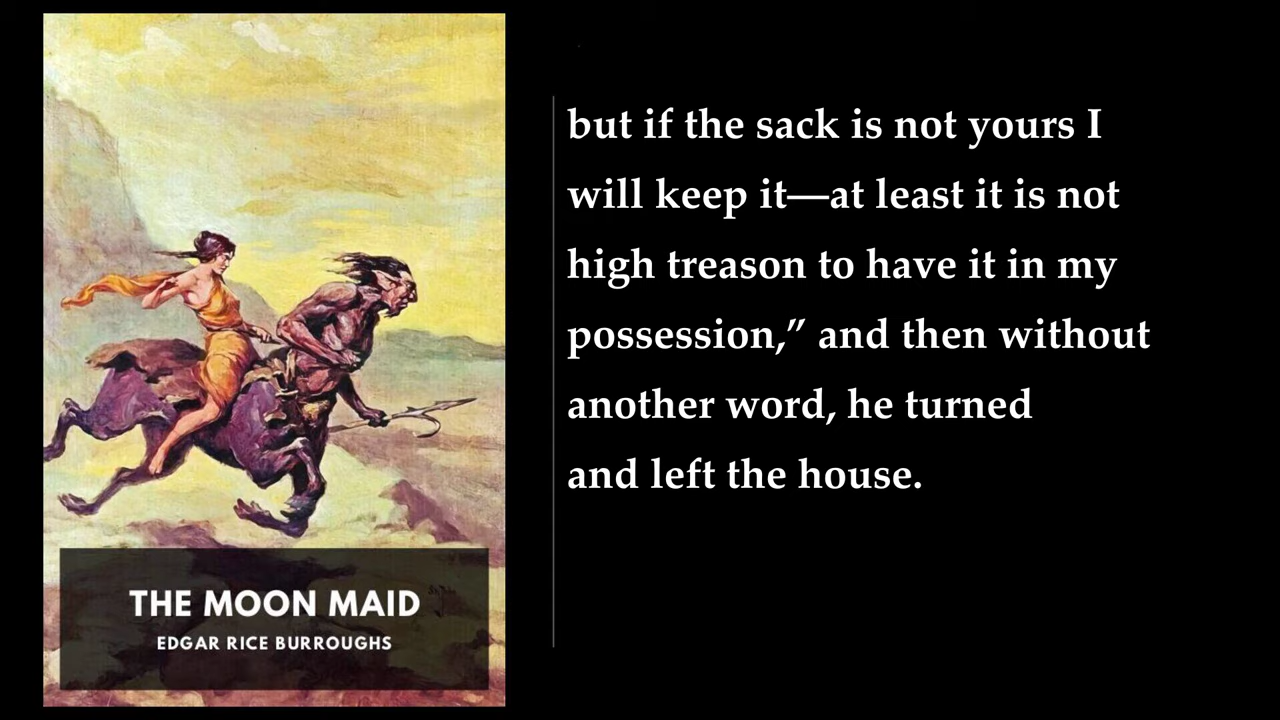 but if the sack is not yours I
will keep it—at least it is not
high treason to have it in my
possession,” and then without
another word, he turned
and left the house.
THE MOON MAID
EDGAR RICE BURROUGHS